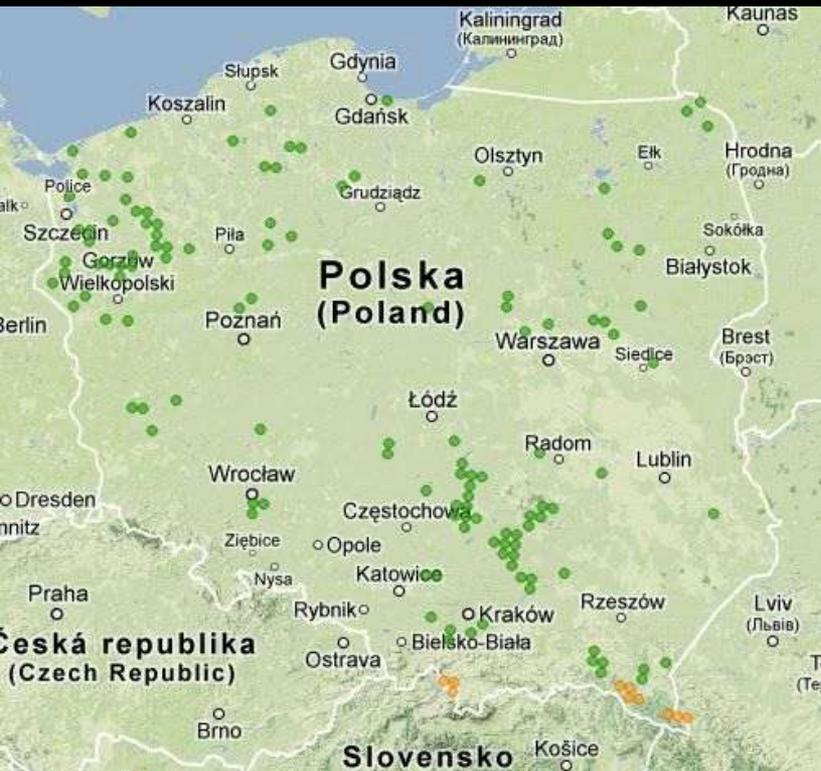 Kaunas
Kaliningrad
(Калининград)
Gdynia
Słupsk
Koszalin
Gdańsk
Olsztyn
Ełk
Hrodna
(Гродна)
Police
Grudziądz
Szczecin
Piła
Sokółka
Gorzów
Wielkopolski
Białystok
Polska
(Poland)
Berlin
Poznań
Warszawa
Siedlce
Brest
(Брэст)
Łódź
Radom
Lublin
Wrocław
Dresden
Częstochowa
Ziębice
Opole
Nysa
Katowice
Praha
Rybnik
Kraków
Rzeszów
Lviv
(Львів)
Česká republika
(Czech Republic)
Bielsko-Biała
Ostrava
Brno
Slovensko
Košice